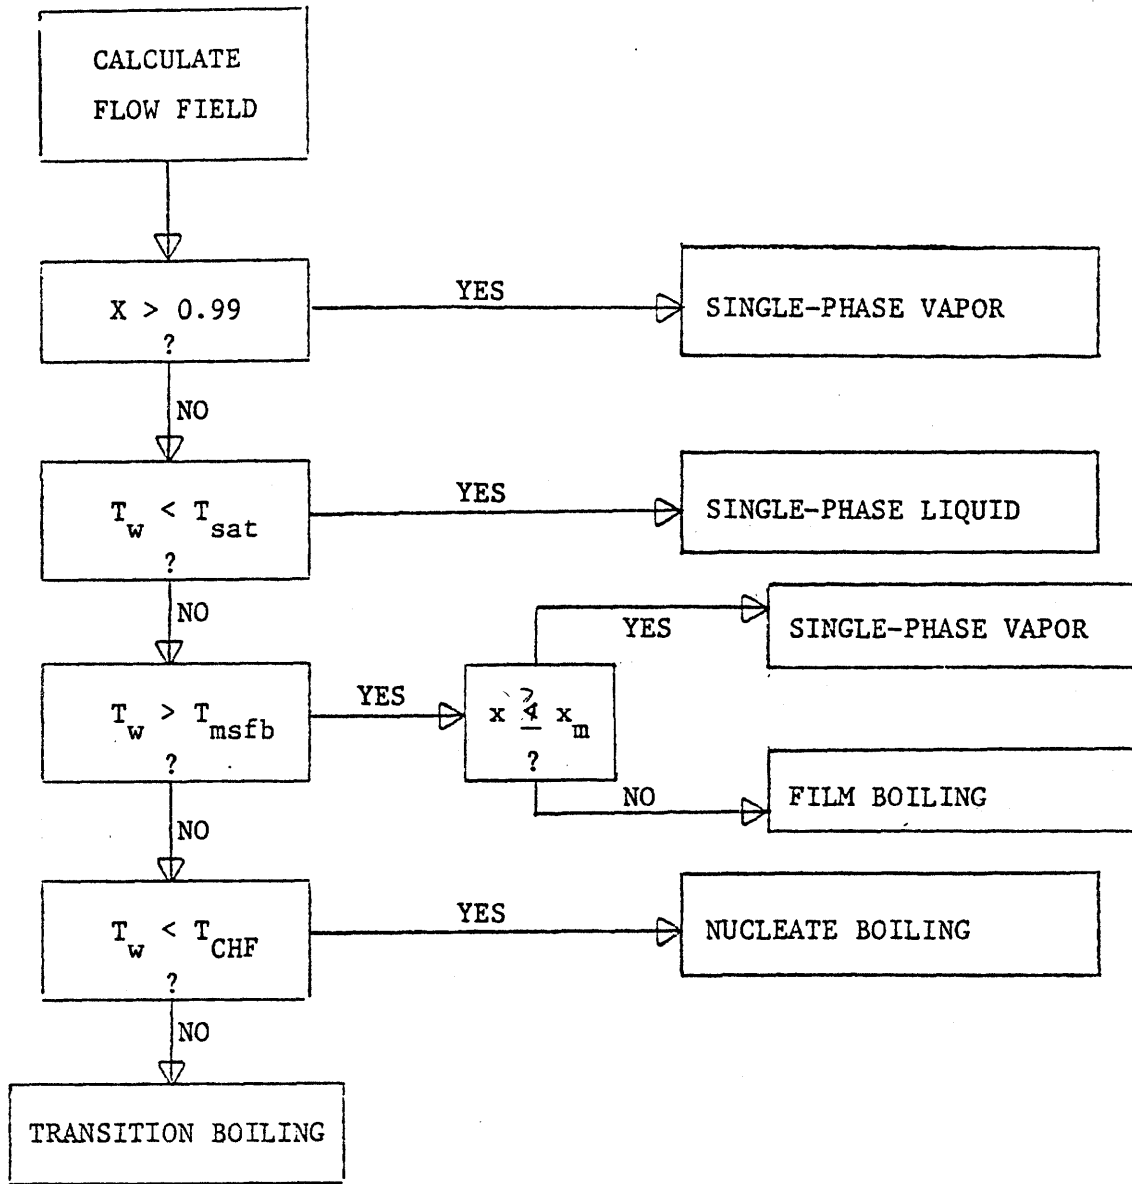 CALCULATE
FLOW FIELD
X > 0.99
?
YES
SINGLE-PHASE VAPOR
NO
T_w < T_sat
?
YES
SINGLE-PHASE LIQUID
NO
T_w > T_msfb
?
YES
x x_m
?
YES
SINGLE-PHASE VAPOR
NO
FILM BOILING
NO
T_w < T_CHF
?
YES
NUCLEATE BOILING
NO
TRANSITION BOILING